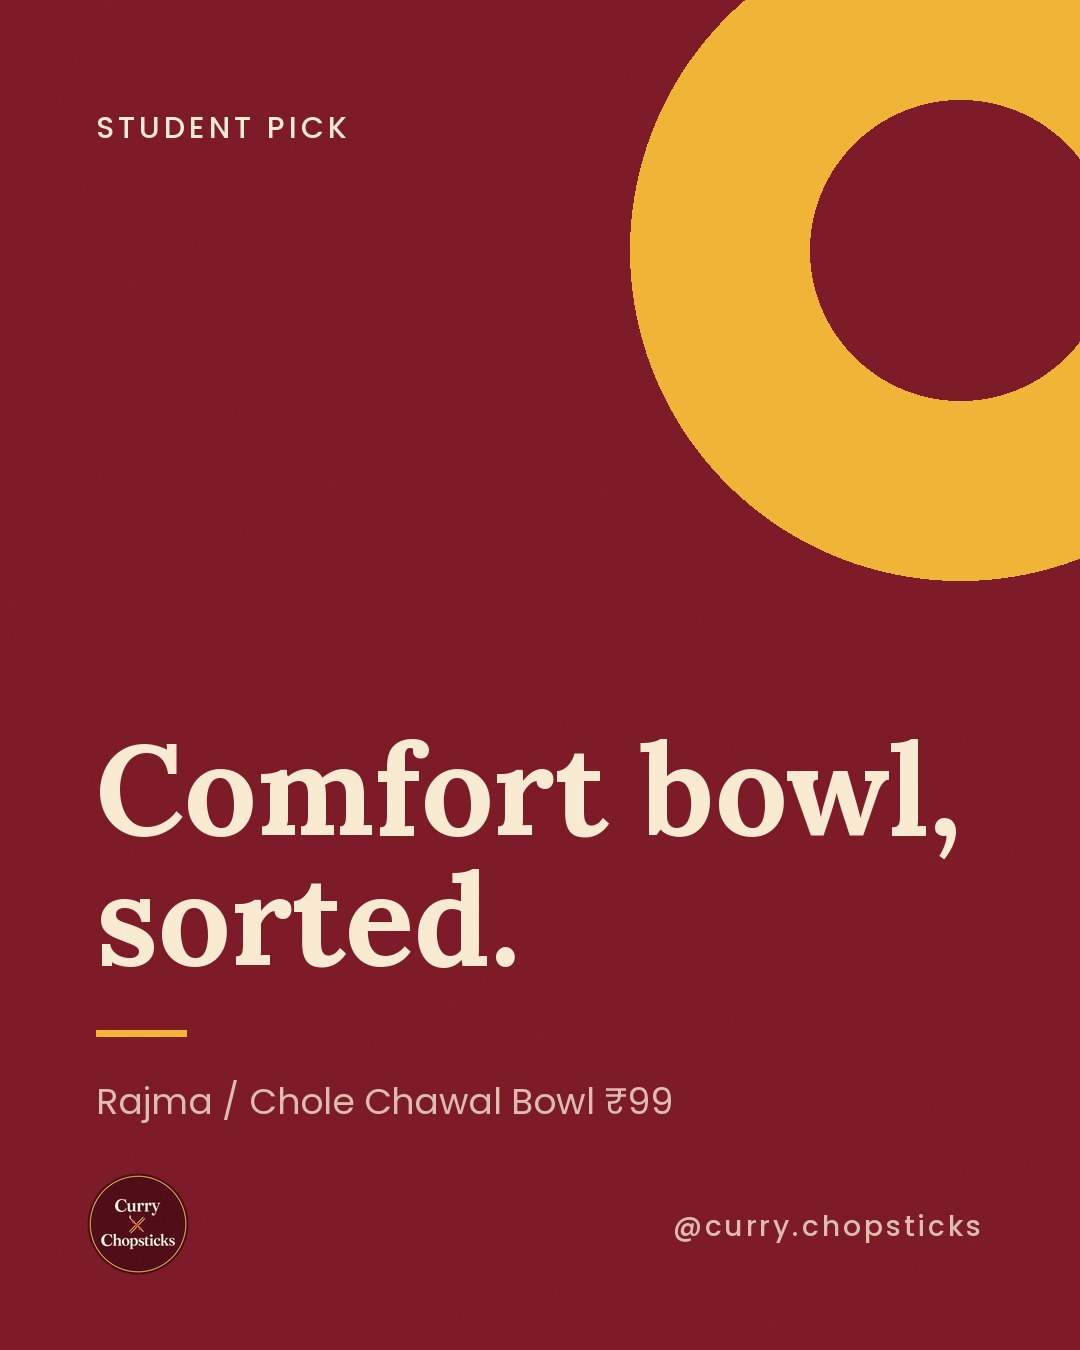 STUDENT PICK
Comfort bowl,
sorted.
Rajma / Chole Chawal Bowl ₹99
Curry
Chopsticks
@curry.chopsticks